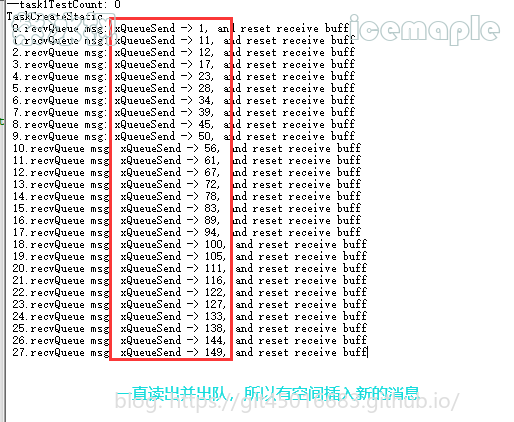 --task1TestCount: 0
icemaple
TaskCreateStatic
0.recvQueue msg: xQueueSend -> 1, and reset receive buff
1.recvQueue msg: xQueueSend -> 11, and reset receive buff
2.recvQueue msg: xQueueSend -> 12, and reset receive buff
3.recvQueue msg: xQueueSend -> 17, and reset receive buff
4.recvQueue msg: xQueueSend -> 23, and reset receive buff
5.recvQueue msg: xQueueSend -> 28, and reset receive buff
6.recvQueue msg: xQueueSend -> 34, and reset receive buff
7.recvQueue msg: xQueueSend -> 39, and reset receive buff
8.recvQueue msg: xQueueSend -> 45, and reset receive buff
9.recvQueue msg: xQueueSend -> 50, and reset receive buff
10.recvQueue msg: xQueueSend -> 56, and reset receive buff
11.recvQueue msg: xQueueSend -> 61, and reset receive buff
12.recvQueue msg: xQueueSend -> 67, and reset receive buff
13.recvQueue msg: xQueueSend -> 72, and reset receive buff
14.recvQueue msg: xQueueSend -> 78, and reset receive buff
15.recvQueue msg: xQueueSend -> 83, and reset receive buff
16.recvQueue msg: xQueueSend -> 89, and reset receive buff
17.recvQueue msg: xQueueSend -> 94, and reset receive buff
18.recvQueue msg: xQueueSend -> 100, and reset receive buff
19.recvQueue msg: xQueueSend -> 105, and reset receive buff
20.recvQueue msg: xQueueSend -> 111, and reset receive buff
21.recvQueue msg: xQueueSend -> 116, and reset receive buff
22.recvQueue msg: xQueueSend -> 122, and reset receive buff
23.recvQueue msg: xQueueSend -> 127, and reset receive buff
24.recvQueue msg: xQueueSend -> 133, and reset receive buff
25.recvQueue msg: xQueueSend -> 138, and reset receive buff
26.recvQueue msg: xQueueSend -> 144, and reset receive buff
27.recvQueue msg: xQueueSend -> 149, and reset receive buff
一直读出并出队，所以有空间插入新的消息